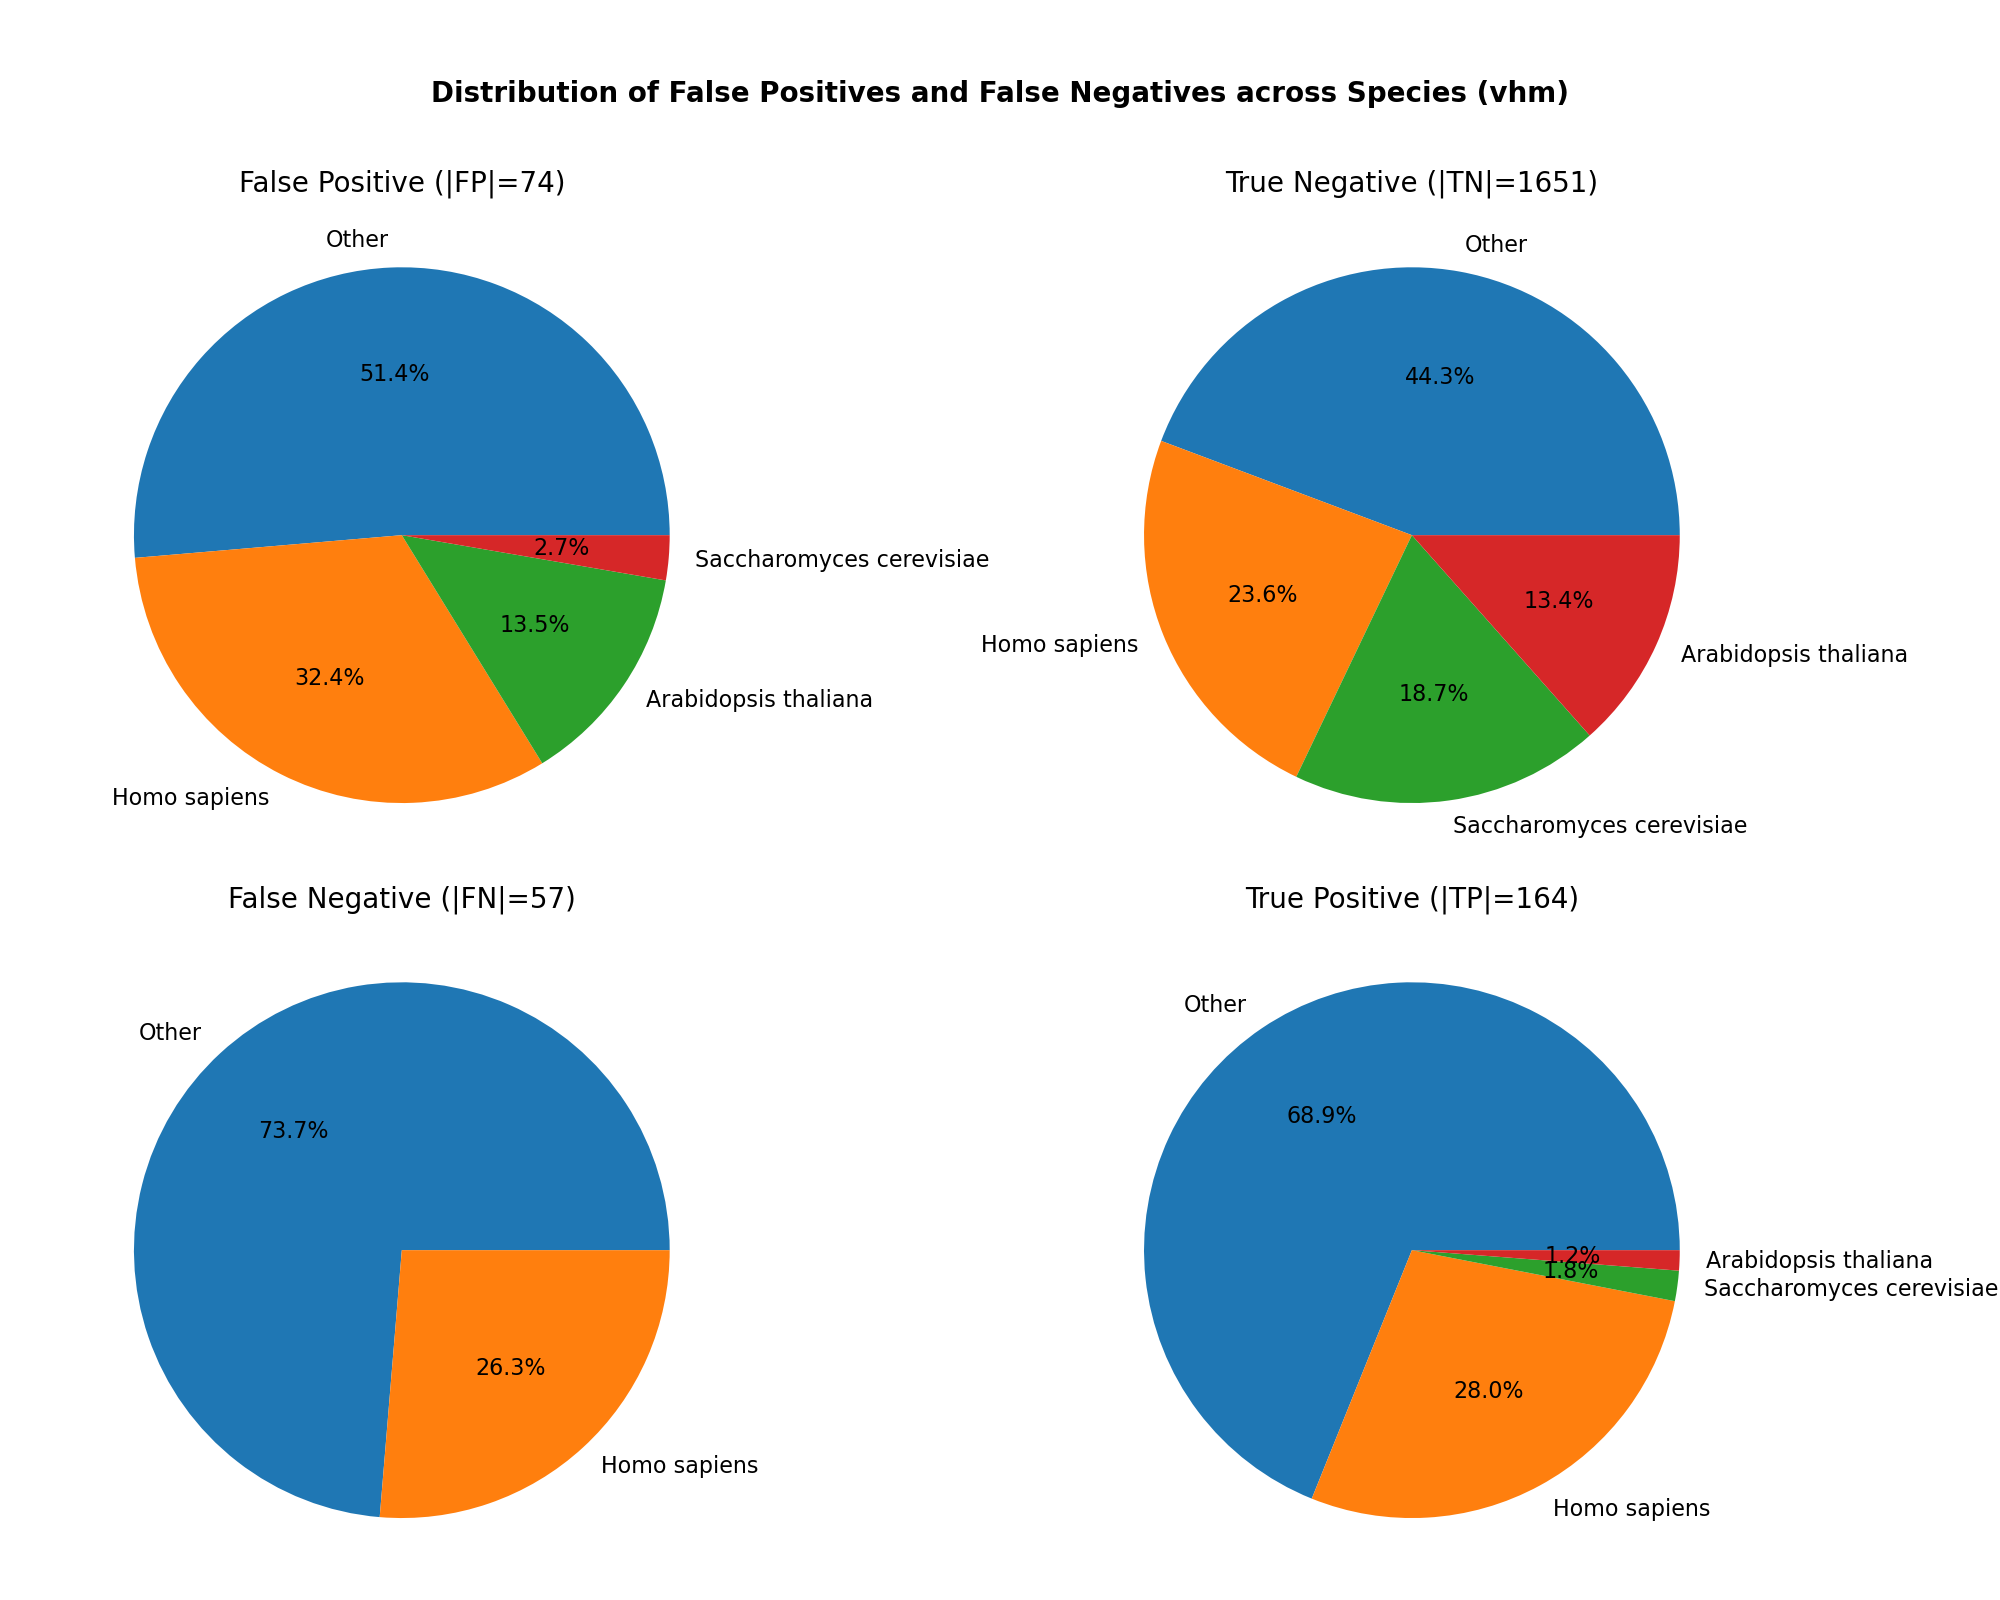 Distribution of False Positives and False Negatives across Species (vhm)
False Positive (|FP|=74)
Other
51.4%
2.7%
Saccharomyces cerevisiae
13.5%
32.4%
Arabidopsis thaliana
Homo sapiens
True Negative (|TN|=1651)
Other
44.3%
23.6%
13.4%
Homo sapiens
Arabidopsis thaliana
18.7%
Saccharomyces cerevisiae
False Negative (|FN|=57)
Other
73.7%
26.3%
Homo sapiens
True Positive (|TP|=164)
Other
68.9%
1.2%
Arabidopsis thaliana
1.8%
Saccharomyces cerevisiae
28.0%
Homo sapiens